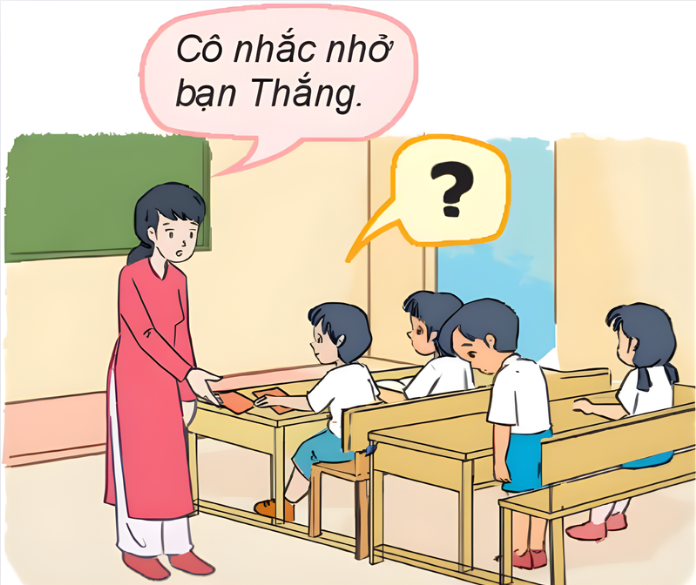 Cô nhắc nhở
bạn Thắng.
?